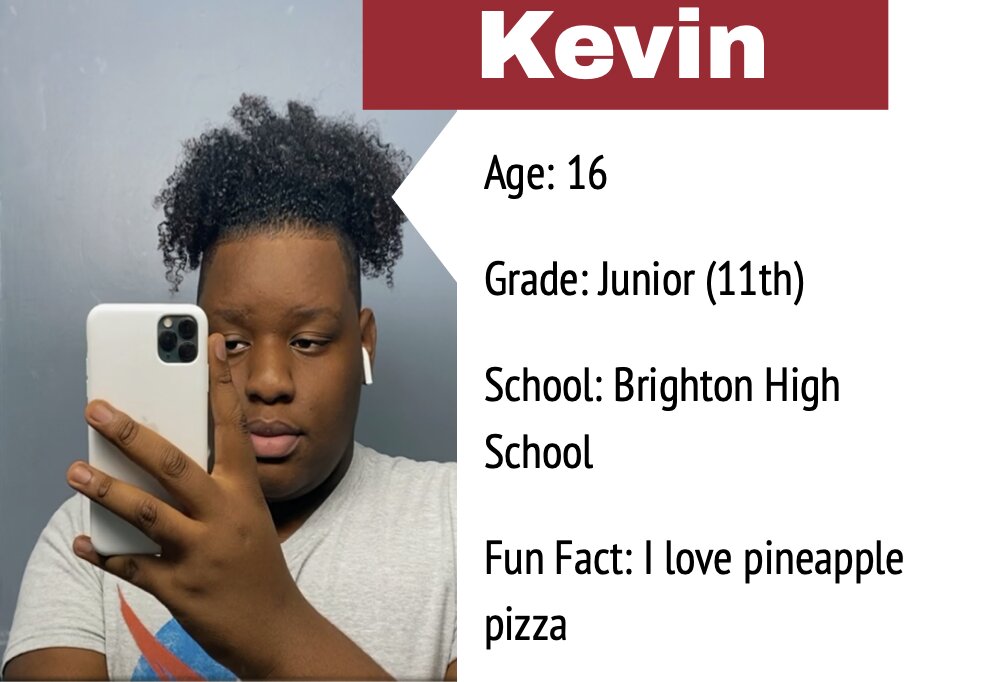 Kevin
Age: 16
Grade: Junior (11th)
School: Brighton High
School
Fun Fact: I love pineapple
pizza